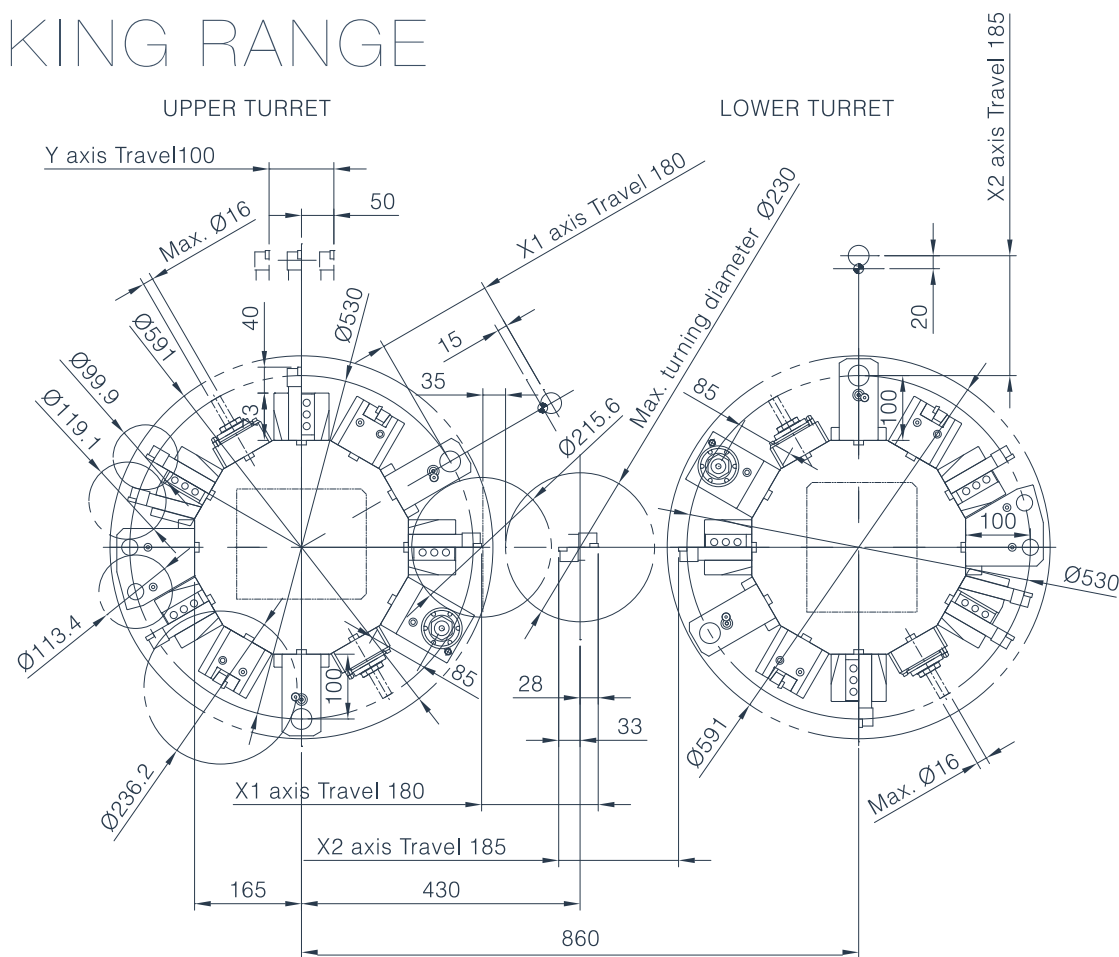 KING RANGE
UPPER TURRET
LOWER TURRET
Y axis Travel100
50
Max. Ø16
X1 axis Travel 180
Max. turning diameter Ø230
X2 axis Travel 185
20
40
Ø530
15
Ø591
35
Ø99.9
Ø119.1
Ø215.6
85
100
100
Ø530
Ø113.4
85
100
28
33
Ø591
Max. Ø16
Ø236.2
X1 axis Travel 180
X2 axis Travel 185
165
430
860